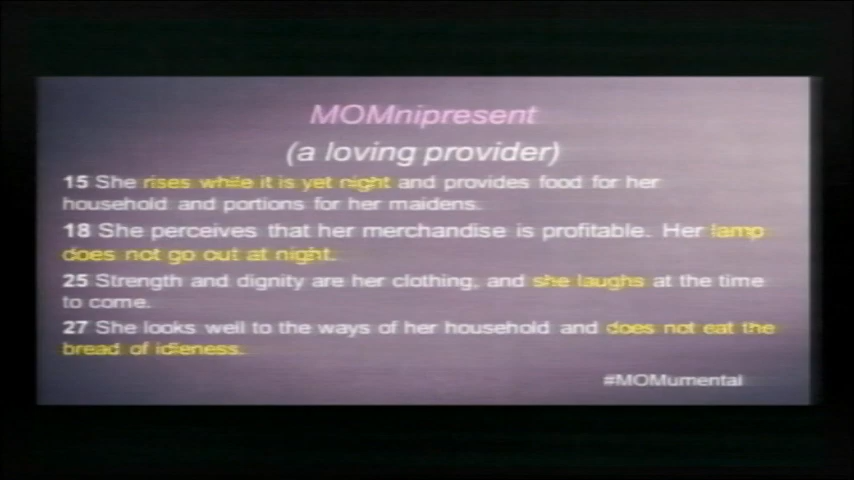 MOMnipresent
(a loving provider)
15 She rises while it is yet night and provides food for her
household and portions for her maidens.
18 She perceives that her merchandise is profitable. Her lamp
does not go out at night.
25 Strength and dignity are her clothing, and she laughs at the time
to come.
27 She looks well to the ways of her household and does not eat the
bread of idleness.
#MOMumental